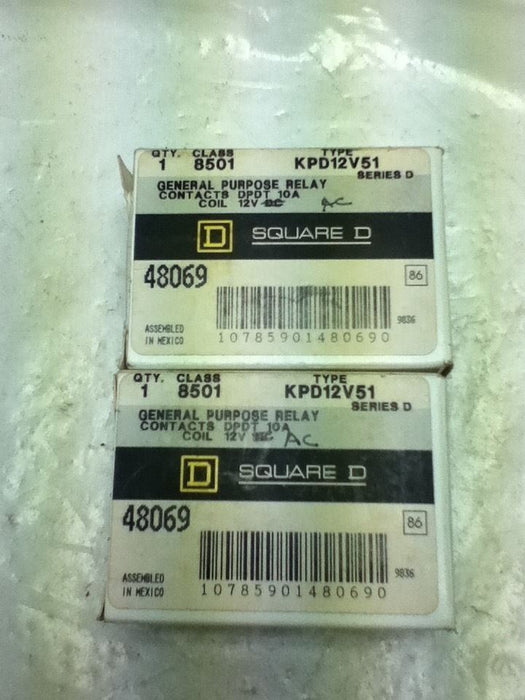 QTY. CLASS TYPE
1 8501 KPD12V51
SERIES D
GENERAL PURPOSE RELAY
CONTACTS DPDT 10A
COIL 12V DC AC
D SQUARE D
48069
86
9836
ASSEMBLED
IN MEXICO
10785901480690
QTY. CLASS TYPE
1 8501 KPD12V51
SERIES D
GENERAL PURPOSE RELAY
CONTACTS DPDT 10A
COIL 12V AC
D SQUARE D
48069
86
9836
ASSEMBLED
IN MEXICO
10785901480690